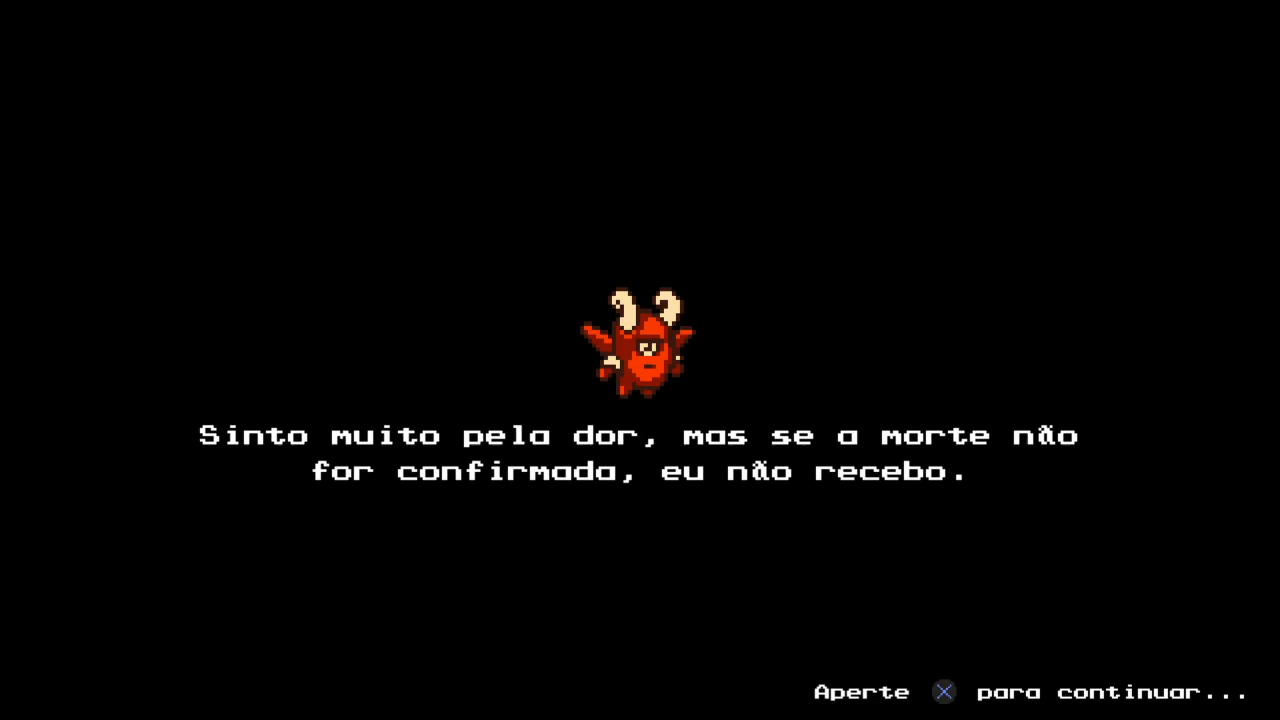 Sinto muito pela dor, mas se a morte não
for confirmada, eu não recebo.
Aperte para continuar...